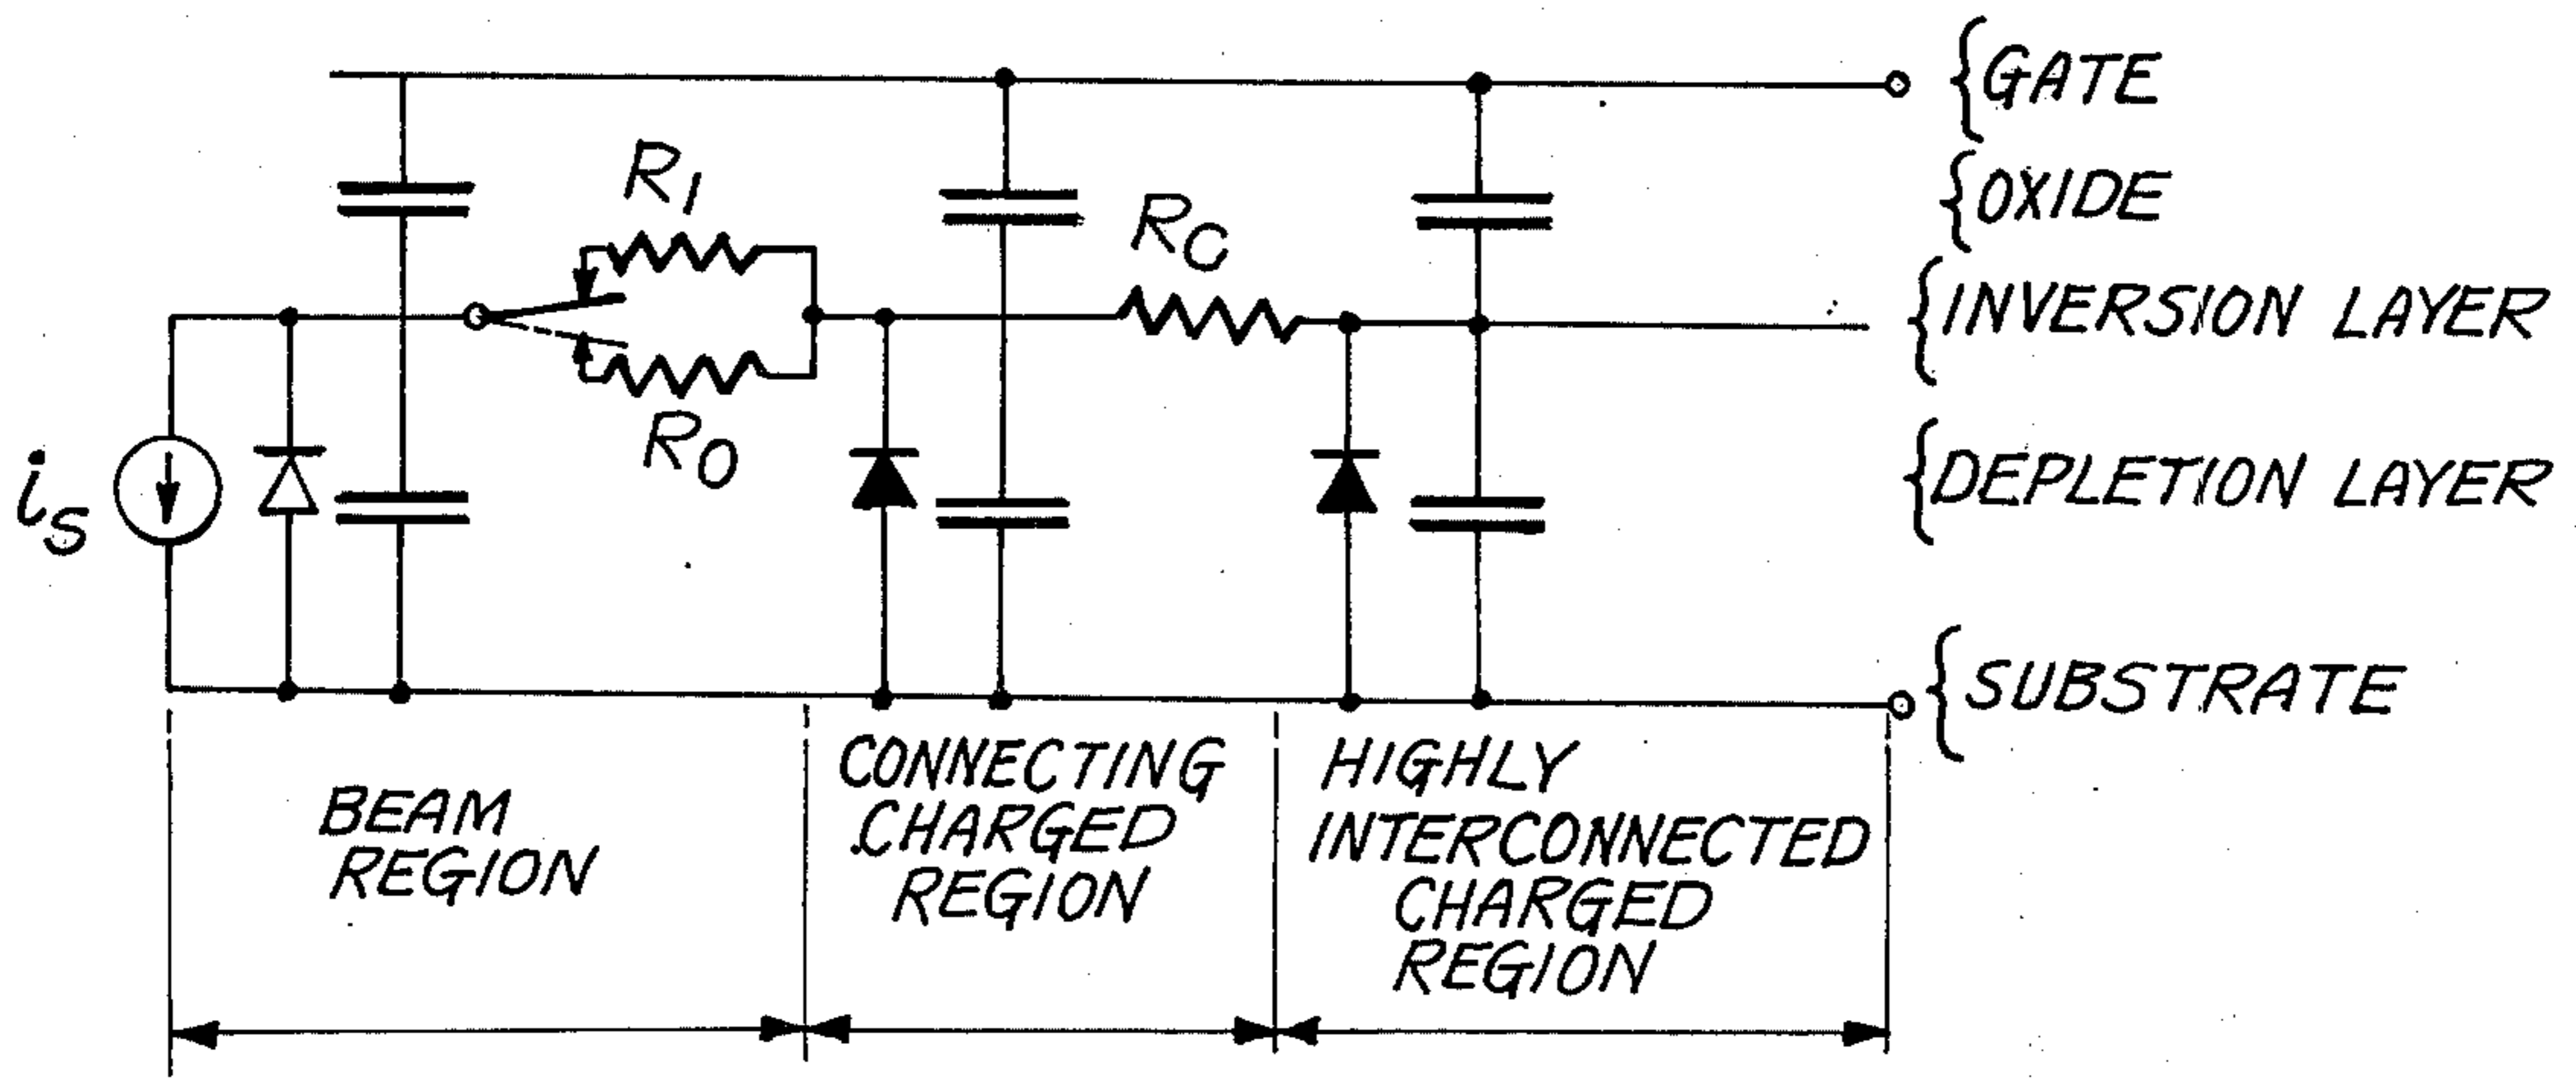 GATE
OXIDE
R1
RC
INVERSION LAYER
RO
DEPLETION LAYER
iS
SUBSTRATE
BEAM
REGION
CONNECTING
CHARGED
REGION
HIGHLY
INTERCONNECTED
CHARGED
REGION